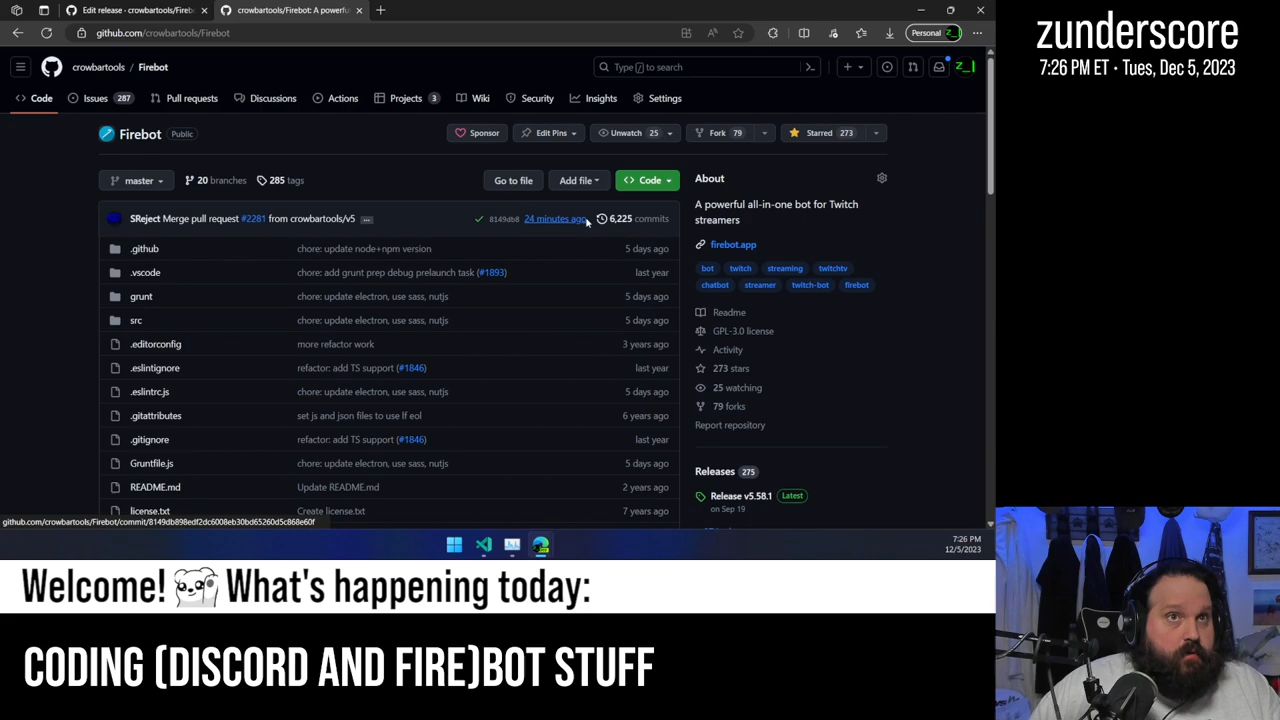 Edit release - crowbartools/Fireb
crowbartools/Firebot: A powerful
github.com/crowbartools/Firebot
Personal
crowbartools / Firebot
Type / to search
Code
Issues 287
Pull requests
Discussions
Actions
Projects 3
Wiki
Security
Insights
Settings
Firebot Public
Sponsor
Edit Pins
Unwatch 25
Fork 79
Starred 273
master
20 branches
285 tags
Go to file
Add file
Code
SReject Merge pull request #2281 from crowbartools/v5 ...
8149db8 24 minutes ago
6,225 commits
.github chore: update node+npm version 5 days ago
.vscode chore: add grunt prep debug prelaunch task (#1893) last year
grunt chore: update electron, use sass, nutjs 5 days ago
src chore: update electron, use sass, nutjs 5 days ago
.editorconfig more refactor work 3 years ago
.eslintignore refactor: add TS support (#1846) last year
.eslintrc.js chore: update electron, use sass, nutjs 5 days ago
.gitattributes set js and json files to use lf eol 6 years ago
.gitignore refactor: add TS support (#1846) last year
Gruntfile.js chore: update electron, use sass, nutjs 5 days ago
README.md Update README.md 2 years ago
license.txt Create license.txt 7 years ago
About
A powerful all-in-one bot for Twitch
streamers
firebot.app
bot twitch streaming twitchtv
chatbot streamer twitch-bot firebot
Readme
GPL-3.0 license
Activity
273 stars
25 watching
79 forks
Report repository
Releases 275
Release v5.58.1 Latest
on Sep 19
7:26 PM
12/5/2023
zunderscore
7:26 PM ET • Tues, Dec 5, 2023
Welcome! What's happening today:
CODING (DISCORD AND FIRE)BOT STUFF